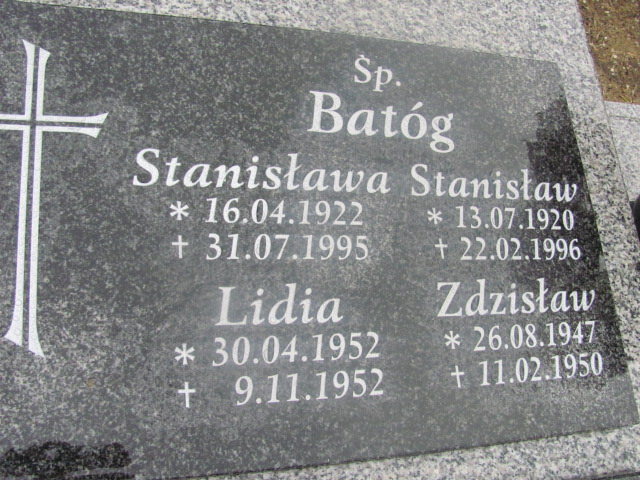 Śp.
Batóg
Stanisława Stanisław
* 16.04.1922 * 13.07.1920
† 31.07.1995 † 22.02.1996
Lidia Zdzisław
* 30.04.1952 * 26.08.1947
† 9.11.1952 † 11.02.1950